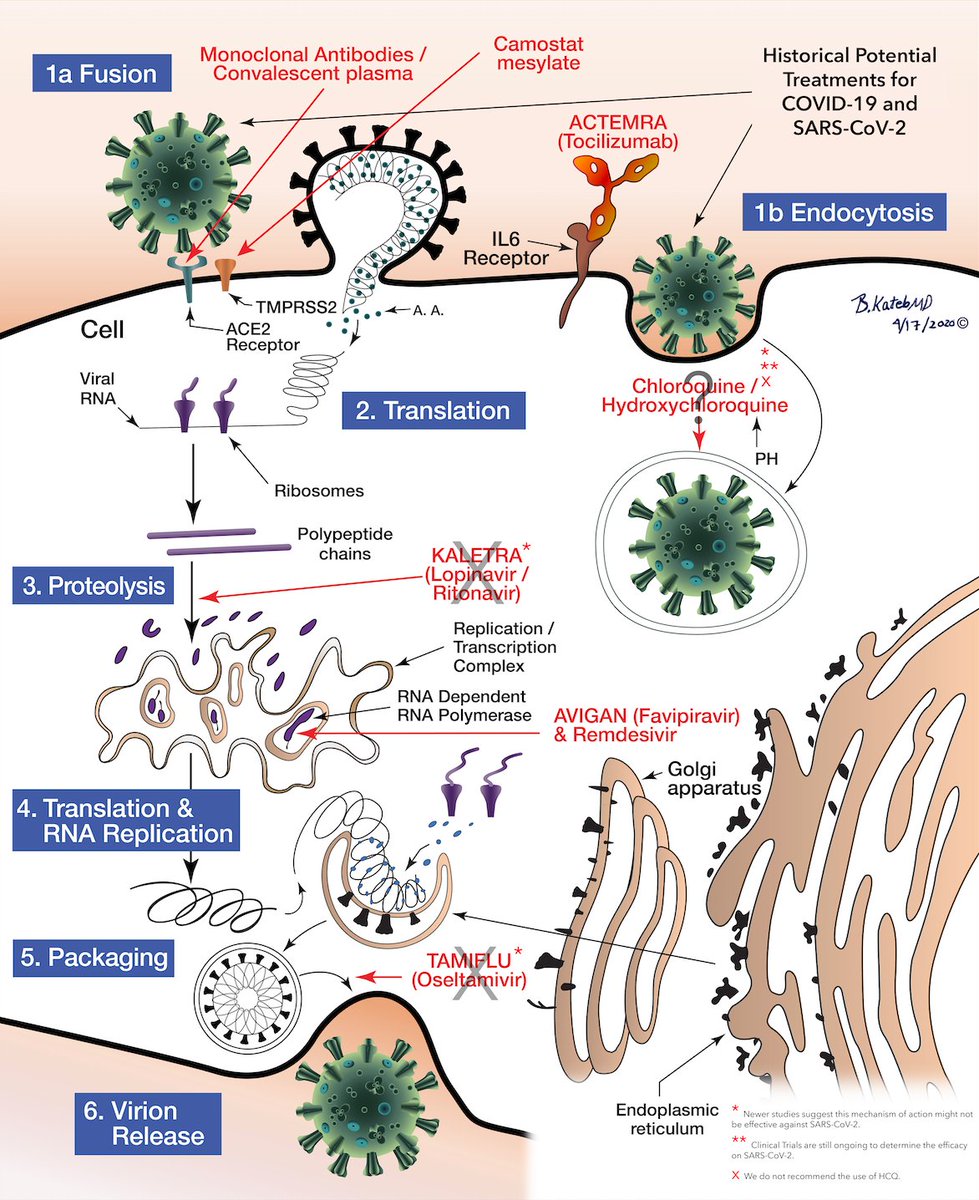 1a Fusion
Monoclonal Antibodies /
Convalescent plasma
Camostat
mesylate
Historical Potential
Treatments for
COVID-19 and
SARS-CoV-2
ACTEMRA
(Tocilizumab)
1b Endocytosis
IL6
Receptor
TMPRSS2
A. A.
ACE2
Receptor
Cell
B. Kateb MD
4/17/2020©
Viral
RNA
2. Translation
*
**
X
Chloroquine /
?
Hydroxychloroquine
PH
Ribosomes
Polypeptide
chains
3. Proteolysis
KALETRA*
(Lopinavir /
Ritonavir)
X
Replication /
Transcription
Complex
RNA Dependent
RNA Polymerase
AVIGAN (Favipiravir)
& Remdesivir
Golgi
apparatus
4. Translation &
RNA Replication
5. Packaging
TAMIFLU*
(Oseltamivir)
X
6. Virion
Release
Endoplasmic
reticulum
* Newer studies suggest this mechanism of action might not
be effective against SARS-CoV-2.
** Clinical Trials are still ongoing to determine the efficacy
on SARS-CoV-2.
X We do not recommend the use of HCQ.